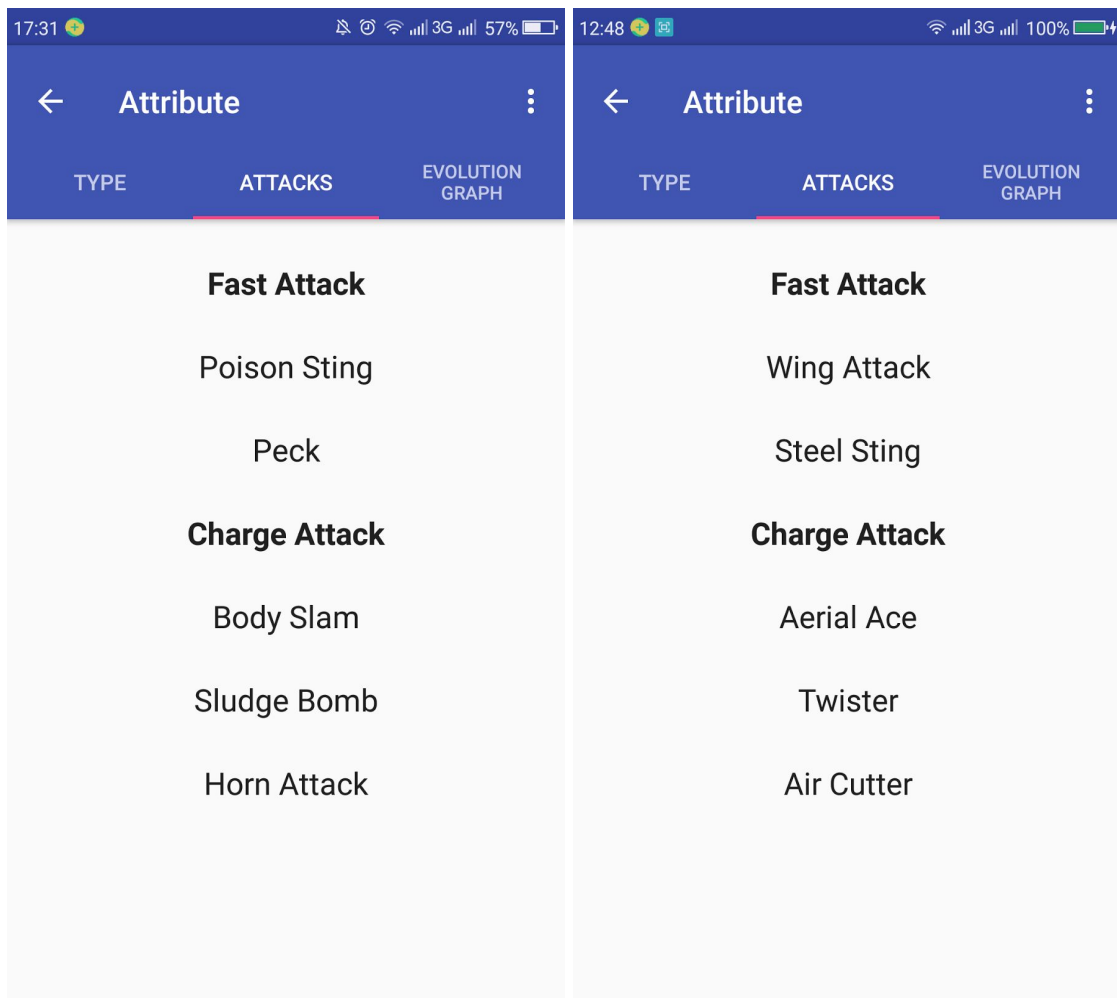 17:31 3G 57%
Attribute
TYPE ATTACKS EVOLUTION GRAPH
Fast Attack
Poison Sting
Peck
Charge Attack
Body Slam
Sludge Bomb
Horn Attack
12:48 3G 100%
Attribute
TYPE ATTACKS EVOLUTION GRAPH
Fast Attack
Wing Attack
Steel Sting
Charge Attack
Aerial Ace
Twister
Air Cutter